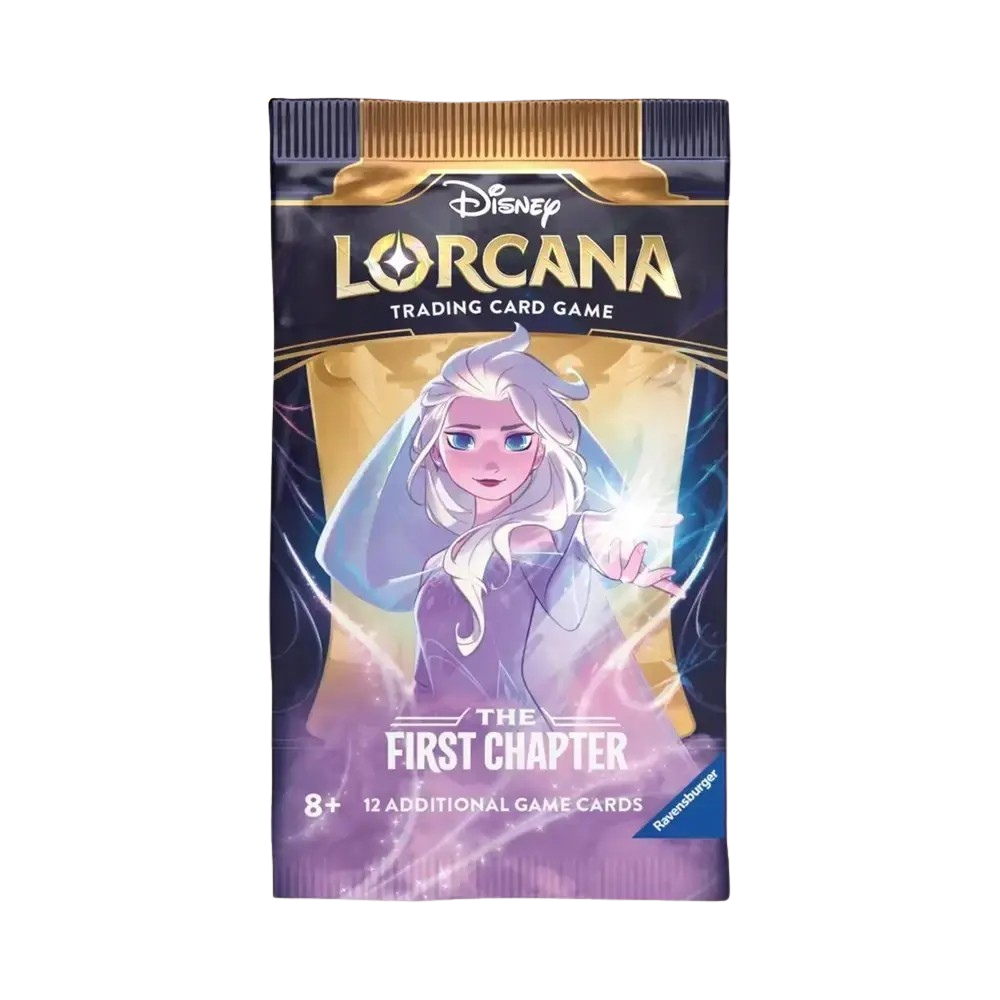 Disney
LORCANA
TRADING CARD GAME
THE
FIRST CHAPTER
8+ 12 ADDITIONAL GAME CARDS
Ravensburger